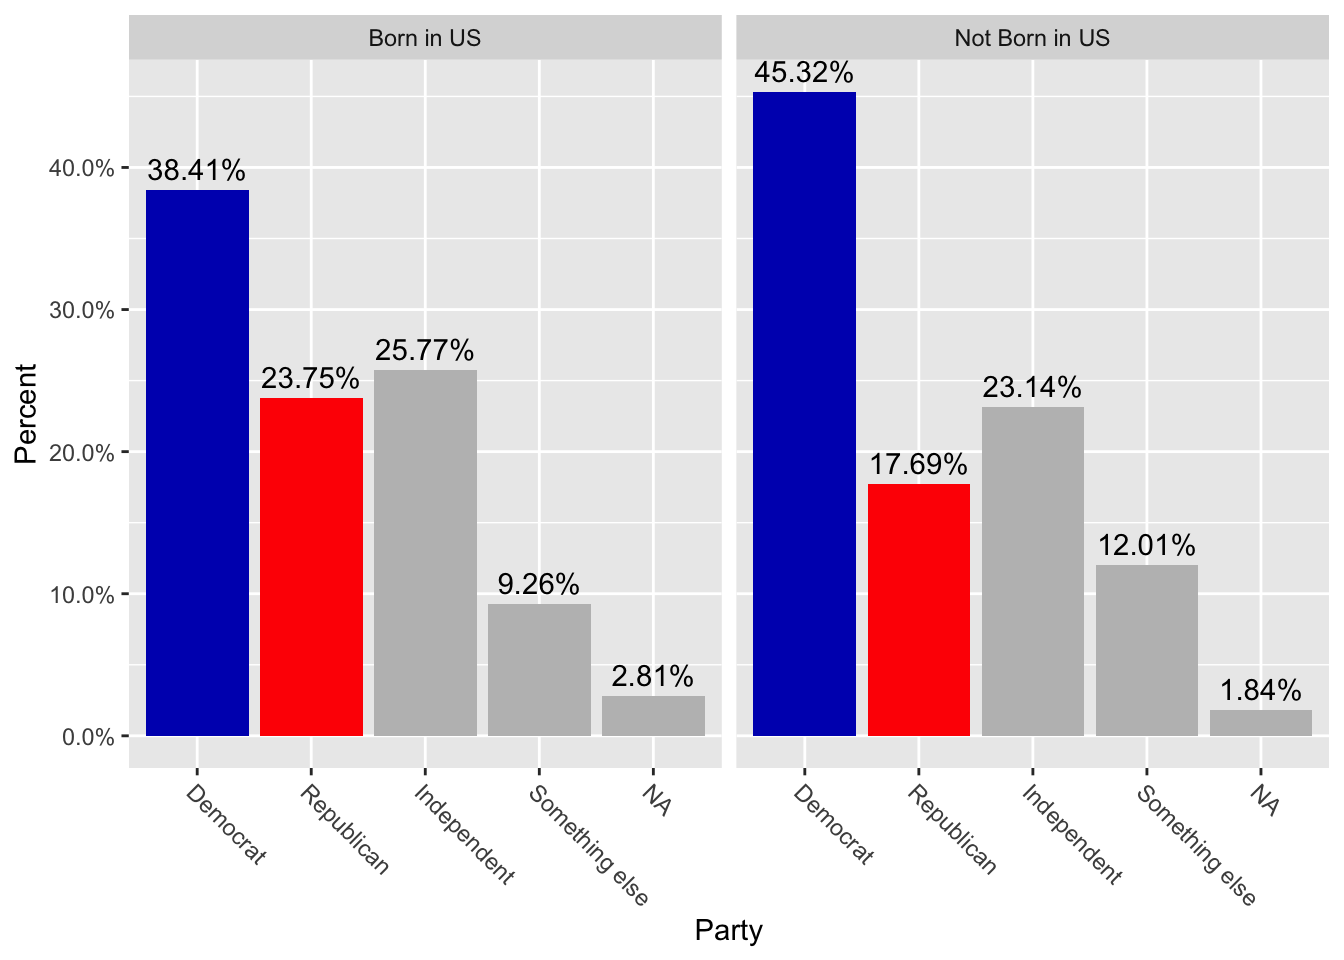 Born in US
Not Born in US
Percent
40.0%
30.0%
20.0%
10.0%
0.0%
38.41%
23.75%
25.77%
9.26%
2.81%
45.32%
17.69%
23.14%
12.01%
1.84%
Democrat
Republican
Independent
Something else
NA
Democrat
Republican
Independent
Something else
NA
Party